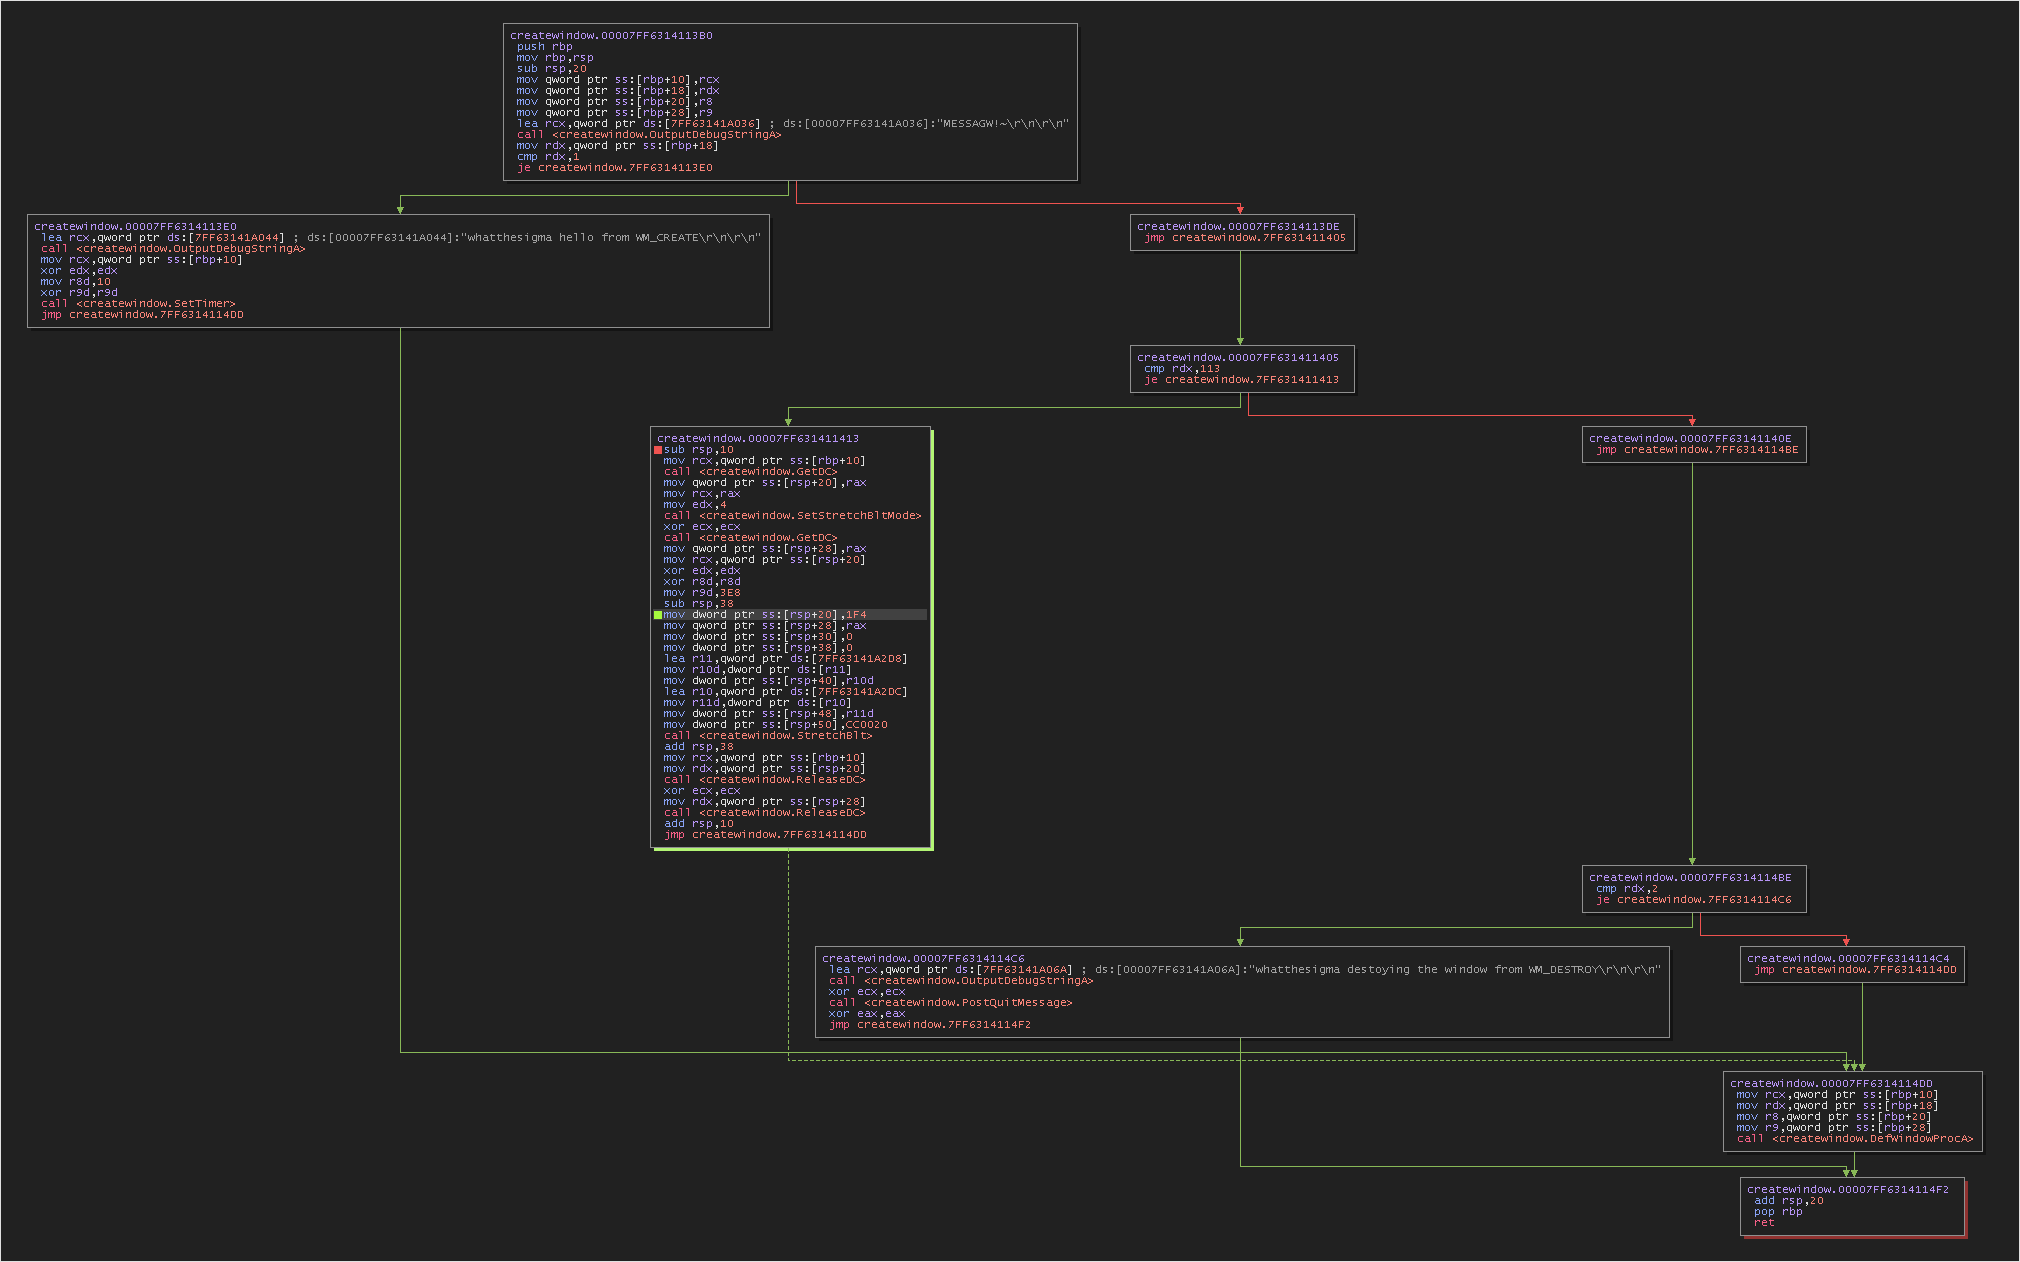 createwindow.00007FF6314113B0
push rbp
mov rbp,rsp
sub rsp,20
mov qword ptr ss:[rbp+10],rcx
mov qword ptr ss:[rbp+18],rdx
mov qword ptr ss:[rbp+20],r8
mov qword ptr ss:[rbp+28],r9
lea rcx,qword ptr ds:[7FF63141A036] ; ds:[00007FF63141A036]:"MESSAGW!~\r\n\r\n"
call <createwindow.OutputDebugStringA>
mov rdx,qword ptr ss:[rbp+18]
cmp rdx,1
je createwindow.7FF6314113E0
createwindow.00007FF6314113E0
lea rcx,qword ptr ds:[7FF63141A044] ; ds:[00007FF63141A044]:"whatthesigma hello from WM_CREATE\r\n\r\n"
call <createwindow.OutputDebugStringA>
mov rcx,qword ptr ss:[rbp+10]
xor edx,edx
mov r8d,10
xor r9d,r9d
call <createwindow.SetTimer>
jmp createwindow.7FF6314114DD
createwindow.00007FF6314113DE
jmp createwindow.7FF631411405
createwindow.00007FF631411405
cmp rdx,113
je createwindow.7FF631411413
createwindow.00007FF631411413
sub rsp,10
mov rcx,qword ptr ss:[rbp+10]
call <createwindow.GetDC>
mov qword ptr ss:[rsp+20],rax
mov rcx,rax
mov edx,4
call <createwindow.SetStretchBltMode>
xor ecx,ecx
call <createwindow.GetDC>
mov qword ptr ss:[rsp+28],rax
mov rcx,qword ptr ss:[rsp+20]
xor edx,edx
xor r8d,r8d
mov r9d,3E8
sub rsp,38
mov dword ptr ss:[rsp+20],1F4
mov qword ptr ss:[rsp+28],rax
mov dword ptr ss:[rsp+30],0
mov dword ptr ss:[rsp+38],0
lea r11,qword ptr ds:[7FF63141A2D8]
mov r10d,dword ptr ds:[r11]
mov dword ptr ss:[rsp+40],r10d
lea r10,qword ptr ds:[7FF63141A2DC]
mov r11d,dword ptr ds:[r10]
mov dword ptr ss:[rsp+48],r11d
mov dword ptr ss:[rsp+50],CC0020
call <createwindow.StretchBlt>
add rsp,38
mov rcx,qword ptr ss:[rbp+10]
mov rdx,qword ptr ss:[rsp+20]
call <createwindow.ReleaseDC>
xor ecx,ecx
mov rdx,qword ptr ss:[rsp+28]
call <createwindow.ReleaseDC>
add rsp,10
jmp createwindow.7FF6314114DD
createwindow.00007FF63141140E
jmp createwindow.7FF6314114BE
createwindow.00007FF6314114BE
cmp rdx,2
je createwindow.7FF6314114C6
createwindow.00007FF6314114C6
lea rcx,qword ptr ds:[7FF63141A06A] ; ds:[00007FF63141A06A]:"whatthesigma destoying the window from WM_DESTROY\r\n\r\n"
call <createwindow.OutputDebugStringA>
xor ecx,ecx
call <createwindow.PostQuitMessage>
xor eax,eax
jmp createwindow.7FF6314114F2
createwindow.00007FF6314114C4
jmp createwindow.7FF6314114DD
createwindow.00007FF6314114DD
mov rcx,qword ptr ss:[rbp+10]
mov rdx,qword ptr ss:[rbp+18]
mov r8,qword ptr ss:[rbp+20]
mov r9,qword ptr ss:[rbp+28]
call <createwindow.DefWindowProcA>
createwindow.00007FF6314114F2
add rsp,20
pop rbp
ret